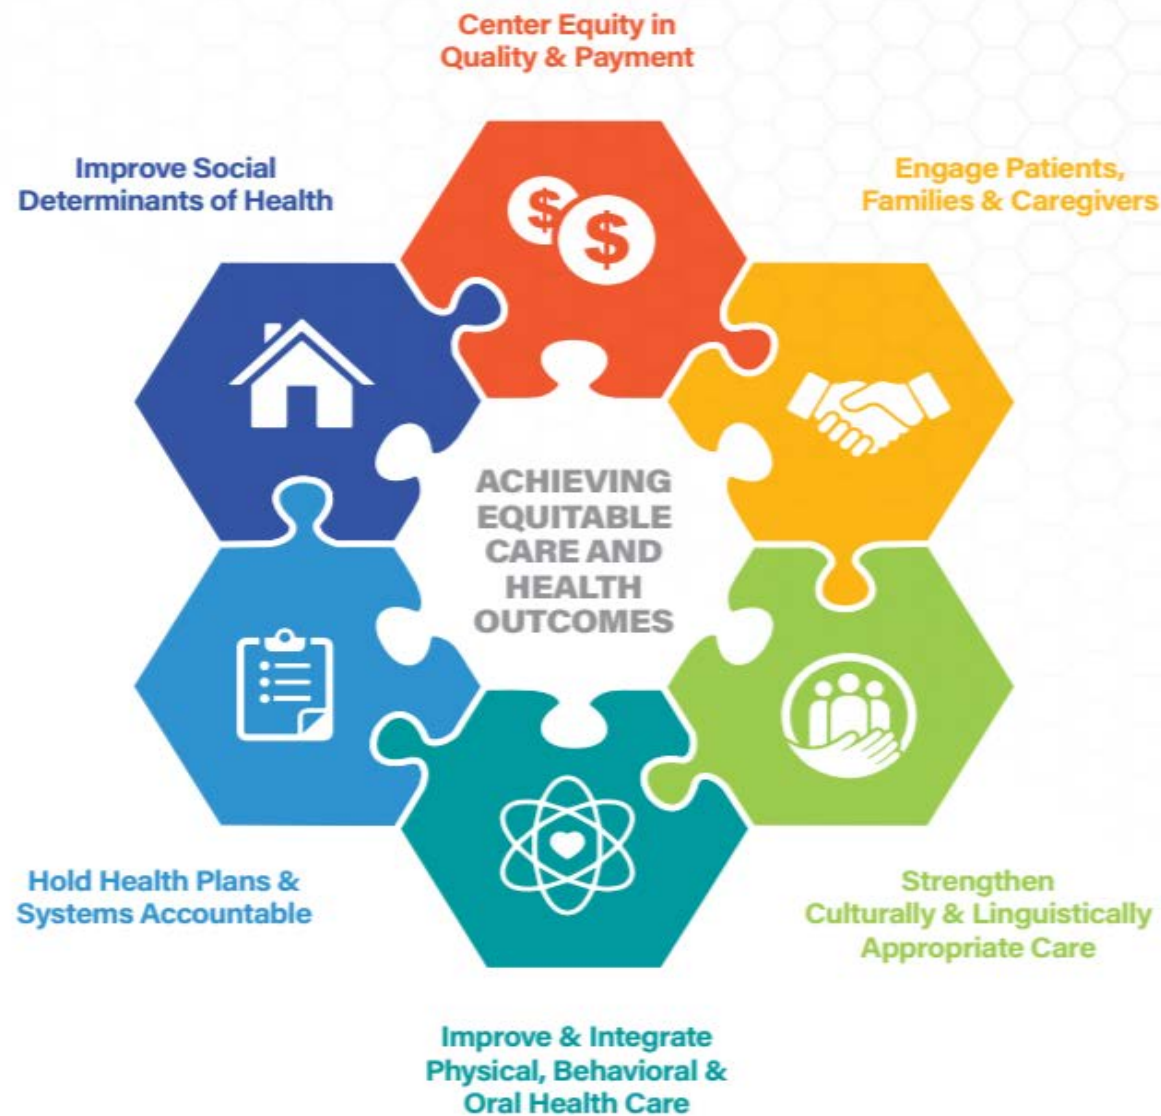 Center Equity in
Quality & Payment
Improve Social
Determinants of Health
Engage Patients,
Families & Caregivers
$
$
ACHIEVING
EQUITABLE
CARE AND
HEALTH
OUTCOMES
Hold Health Plans &
Systems Accountable
Strengthen
Culturally & Linguistically
Appropriate Care
Improve & Integrate
Physical, Behavioral &
Oral Health Care